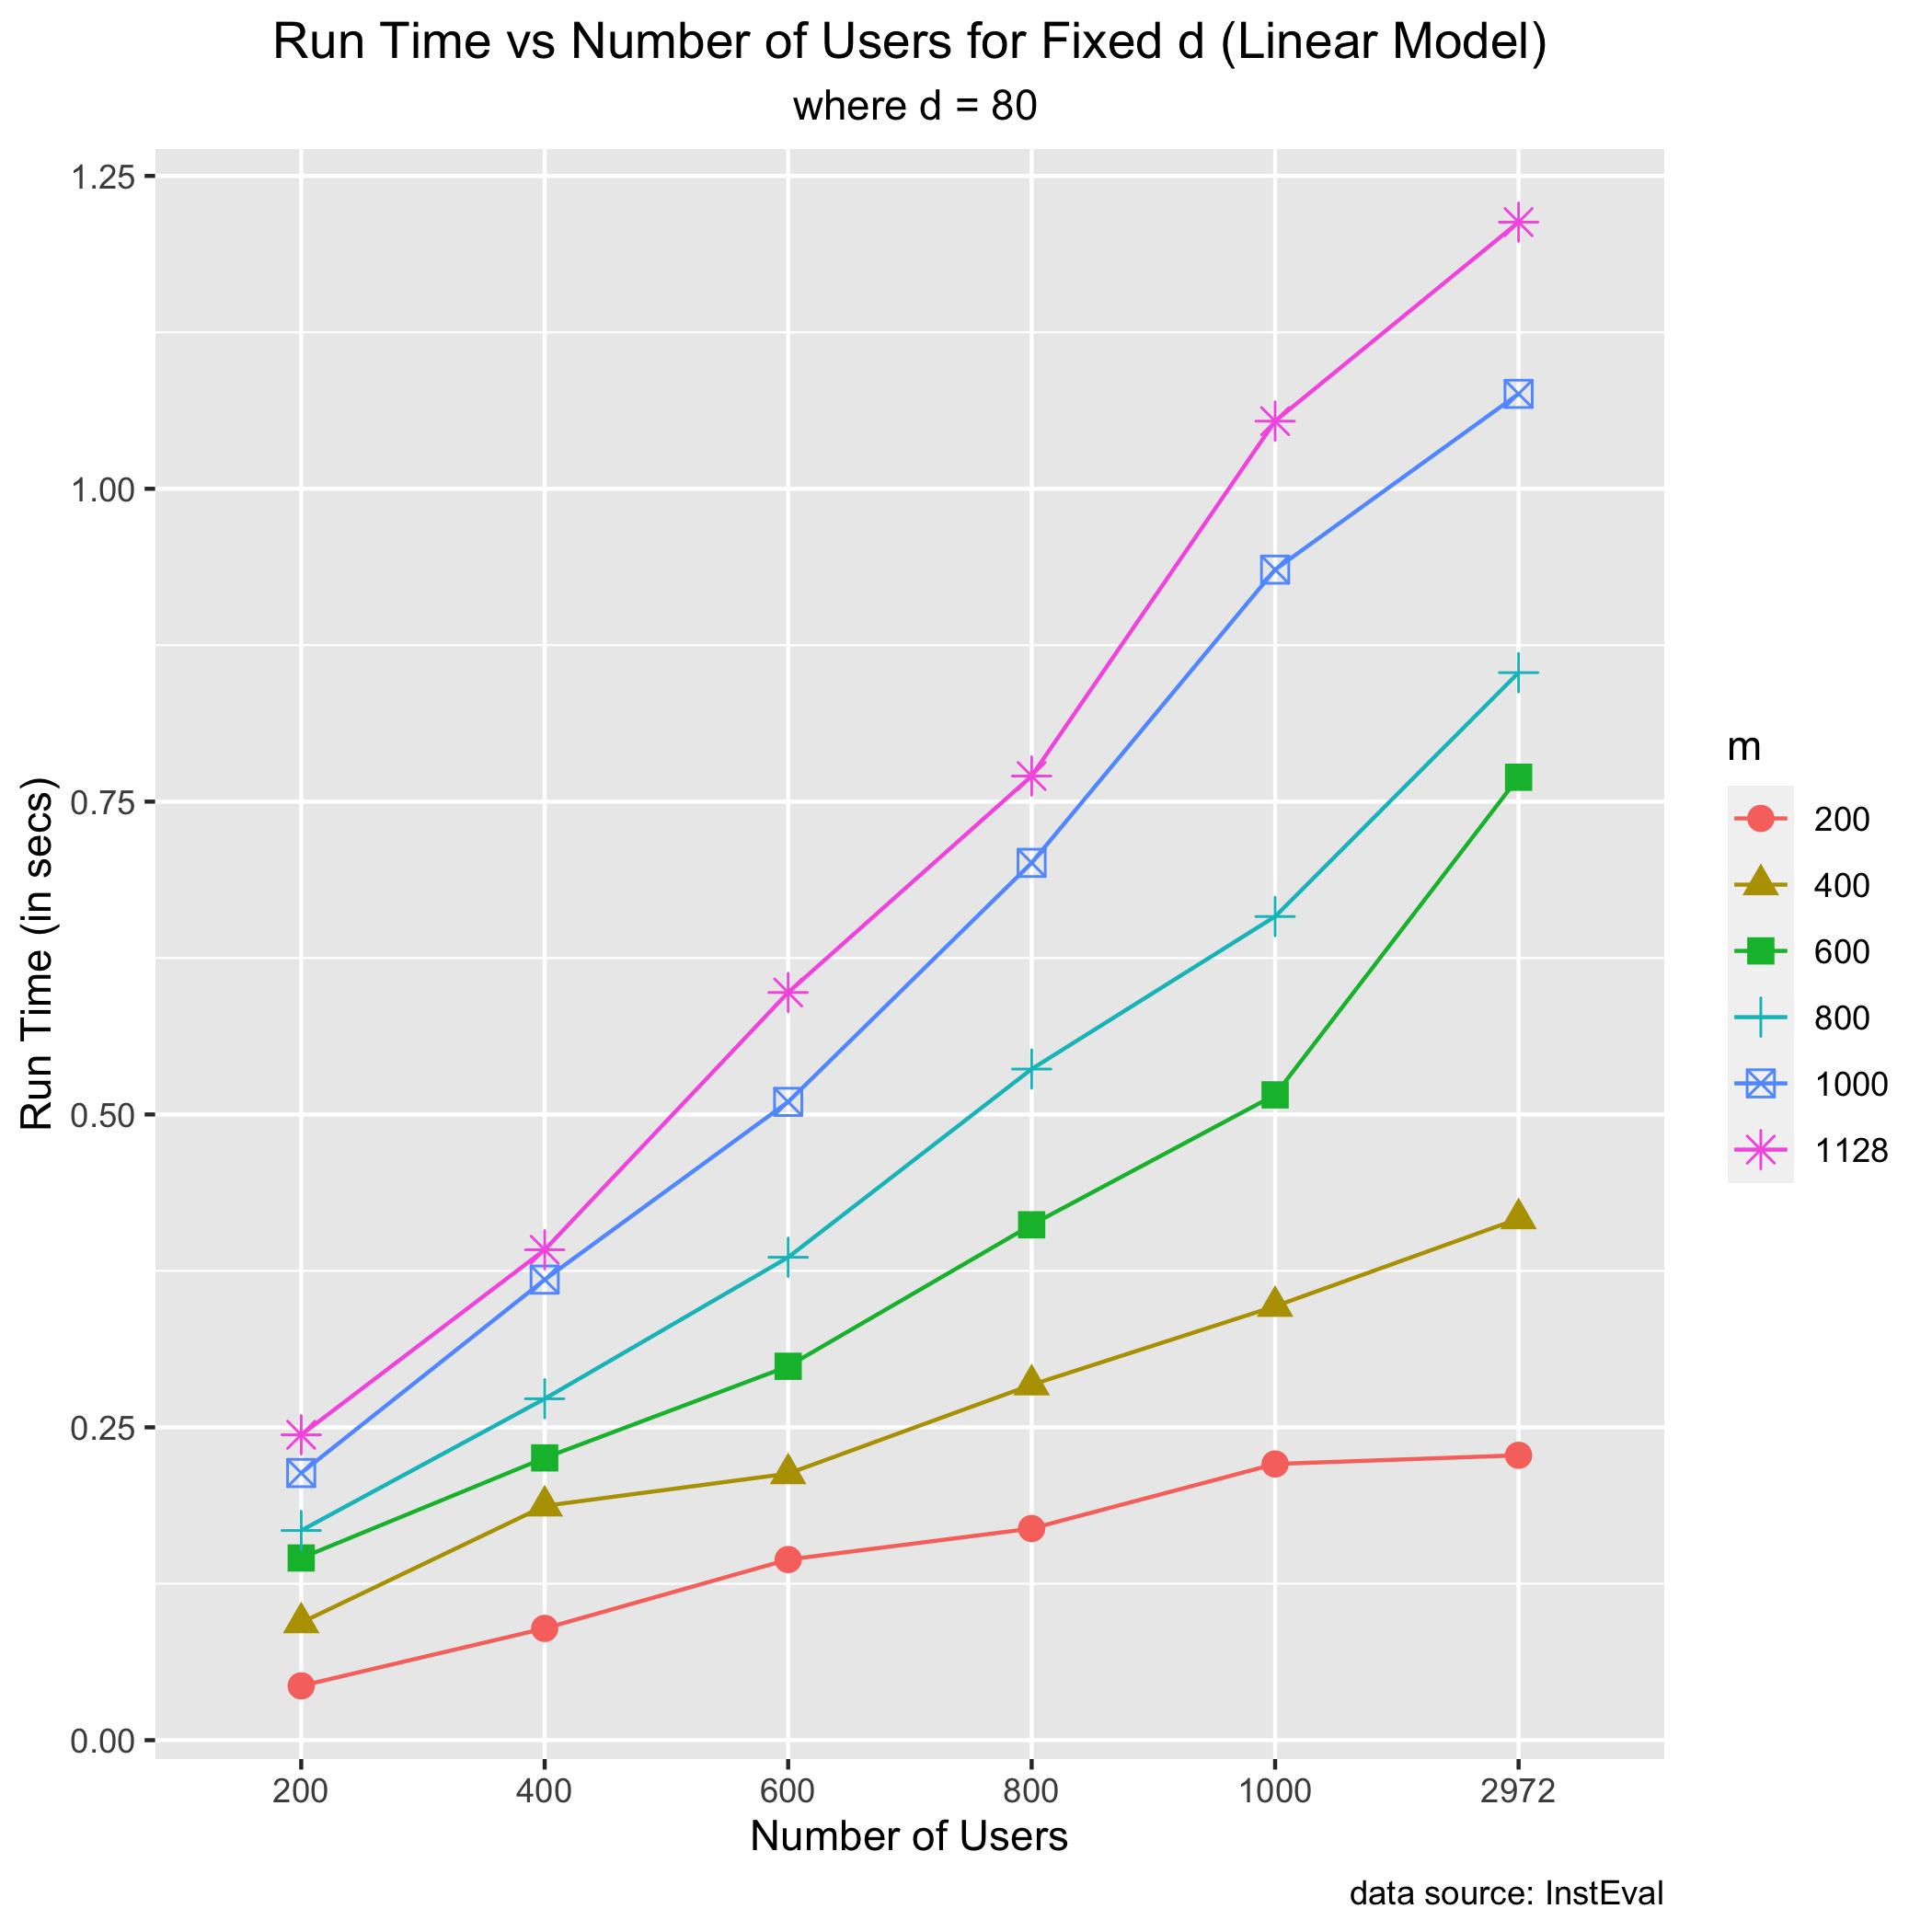 Run Time vs Number of Users for Fixed d (Linear Model)
where d = 80
1.25
1.00
0.75
0.50
0.25
0.00
Run Time (in secs)
200 400 600 800 1000 2972
Number of Users
m
200
400
600
800
1000
1128
data source: InstEval